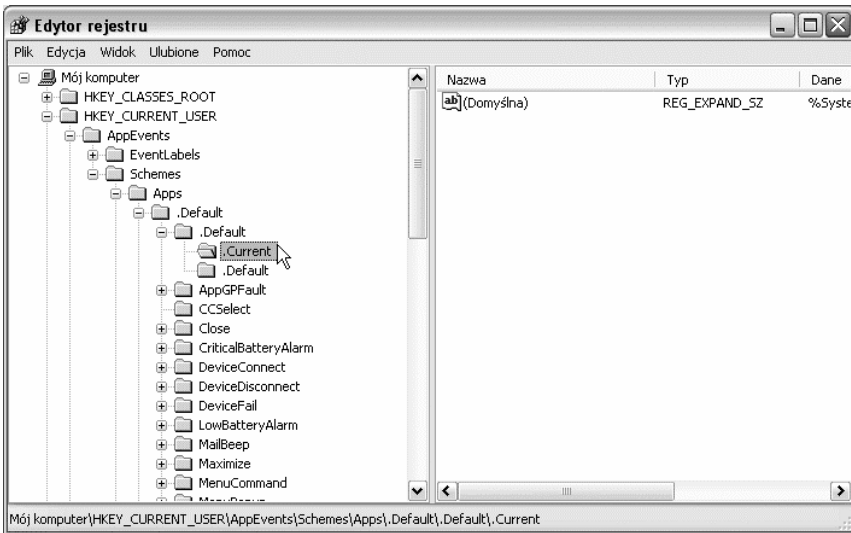 Edytor rejestru
Plik Edycja Widok Ulubione Pomoc
Mój komputer
HKEY_CLASSES_ROOT
HKEY_CURRENT_USER
AppEvents
EventLabels
Schemes
Apps
.Default
.Default
.Current
.Default
AppGPFault
CCSelect
Close
CriticalBatteryAlarm
DeviceConnect
DeviceDisconnect
DeviceFail
LowBatteryAlarm
MailBeep
Maximize
MenuCommand
MenuPopup
Nazwa Typ Dane
ab (Domyślna) REG_EXPAND_SZ %Syste
Mój komputer\HKEY_CURRENT_USER\AppEvents\Schemes\Apps\.Default\.Default\.Current